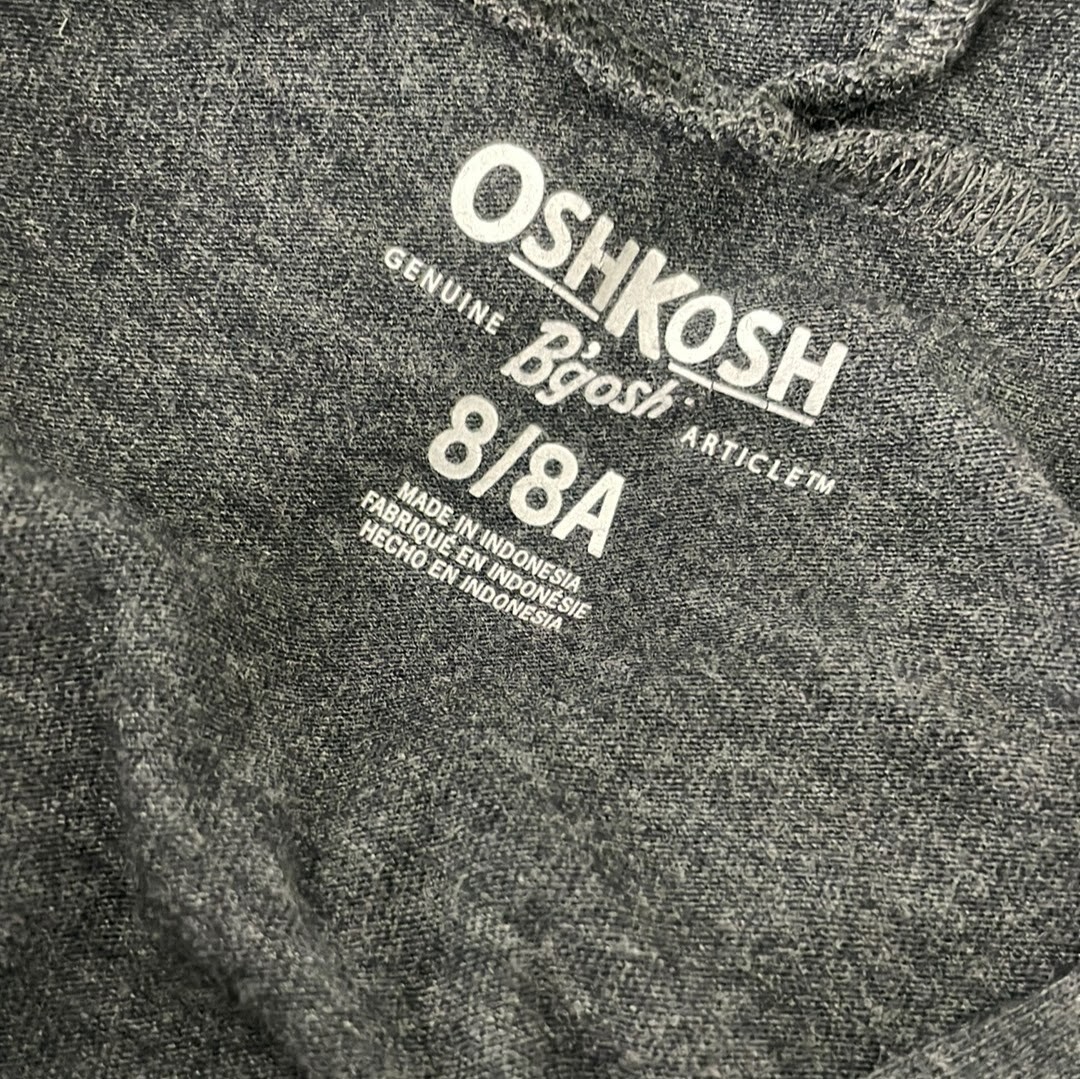 OSHKOSH
GENUINE B'gosh ARTICLE™
8/8A
MADE IN INDONESIA
FABRIQUÉ EN INDONÉSIE
HECHO EN INDONESIA